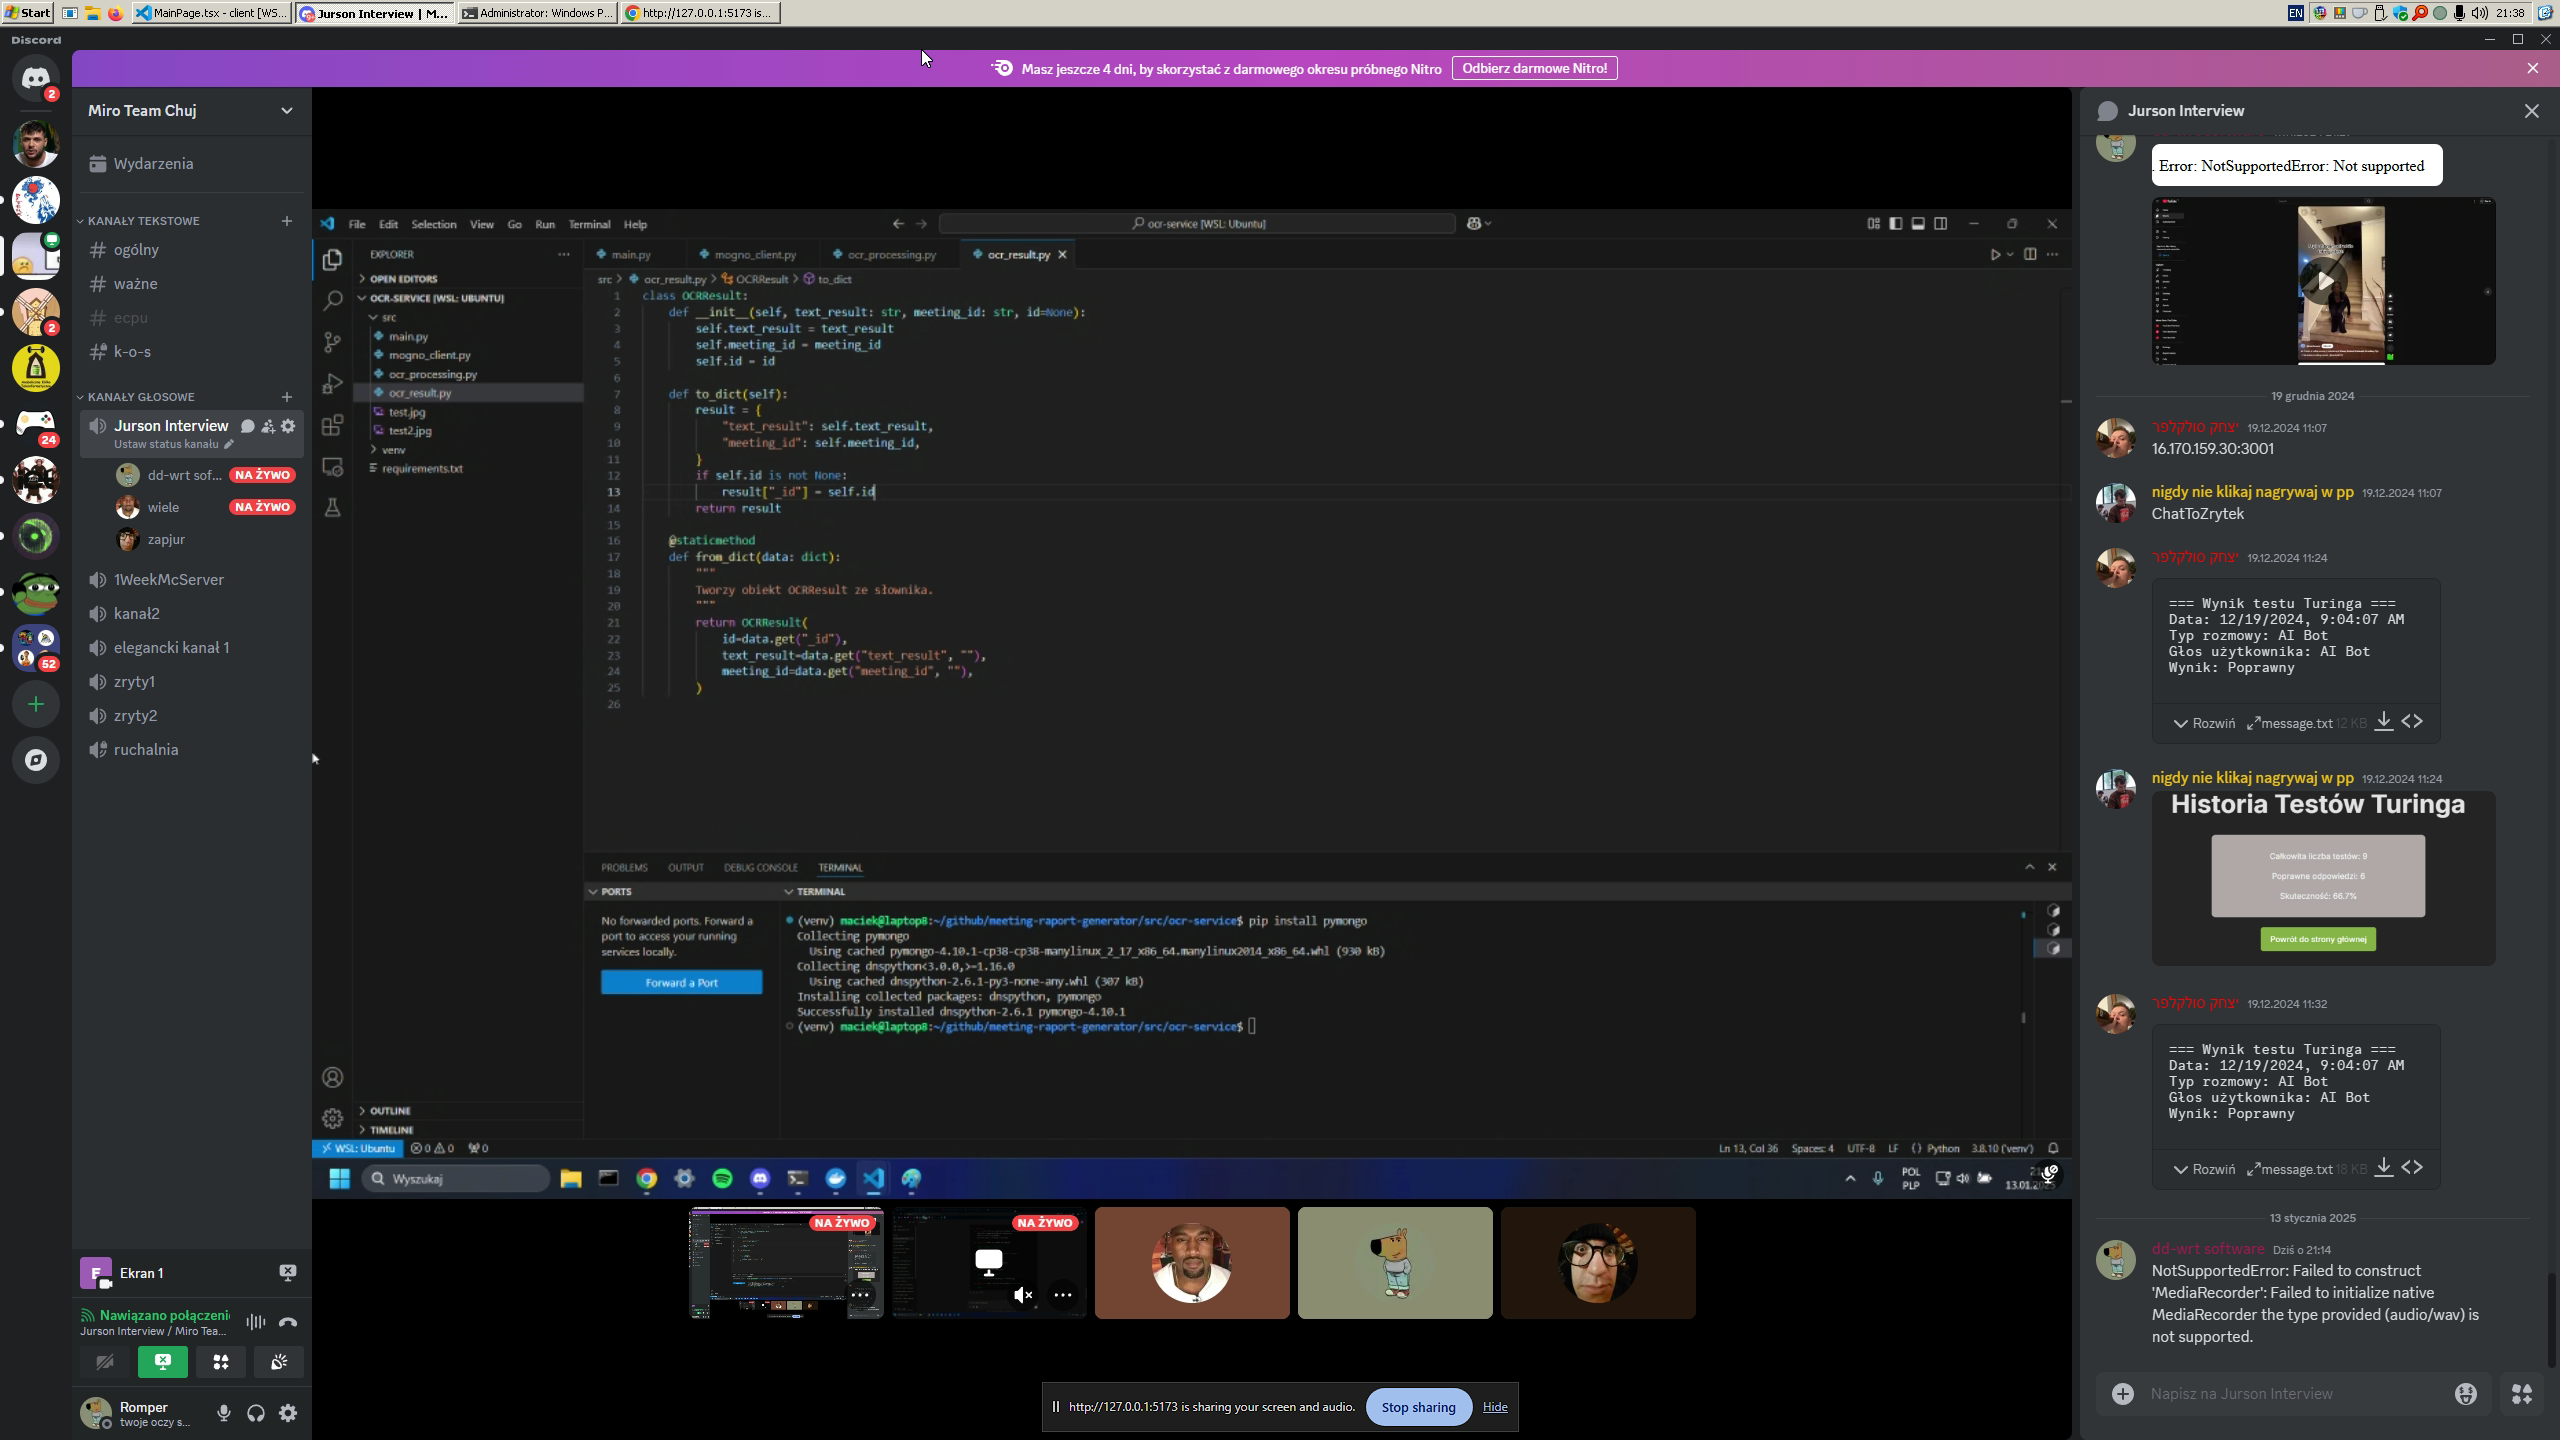 Start
MainPage.tsx - client [WS...
Jurson Interview | M...
Administrator: Windows P...
http://127.0.0.1:5173 is...
EN
21:38
Discord
Masz jeszcze 4 dni, by skorzystać z darmowego okresu próbnego Nitro
Odbierz darmowe Nitro!
2
2
24
52
Miro Team Chuj
Wydarzenia
KANAŁY TEKSTOWE
ogólny
ważne
ecpu
k-o-s
KANAŁY GŁOSOWE
Jurson Interview
Ustaw status kanału
dd-wrt sof... NA ŻYWO
wiele NA ŻYWO
zapjur
1WeekMcServer
kanał2
elegancki kanał 1
zryty1
zryty2
ruchalnia
E
Ekran 1
Nawiązano połączeni
Jurson Interview / Miro Tea...
Romper
twoje oczy s...
File Edit Selection View Go Run Terminal Help
ocr-service [WSL: Ubuntu]
EXPLORER
OPEN EDITORS
OCR-SERVICE [WSL: UBUNTU]
src
main.py
mogno_client.py
ocr_processing.py
ocr_result.py
test.jpg
test2.jpg
venv
requirements.txt
OUTLINE
TIMELINE
main.py mogno_client.py ocr_processing.py ocr_result.py
src > ocr_result.py > OCRResult > to_dict
1 class OCRResult:
2 def __init__(self, text_result: str, meeting_id: str, id=None):
3 self.text_result = text_result
4 self.meeting_id = meeting_id
5 self.id = id
6
7 def to_dict(self):
8 result = {
9 "text_result": self.text_result,
10 "meeting_id": self.meeting_id,
11 }
12 if self.id is not None:
13 result["_id"] = self.id
14 return result
15
16 @staticmethod
17 def from_dict(data: dict):
18 """
19 Tworzy obiekt OCRResult ze słownika.
20 """
21 return OCRResult(
22 id=data.get("_id"),
23 text_result=data.get("text_result", ""),
24 meeting_id=data.get("meeting_id", ""),
25 )
26
PROBLEMS OUTPUT DEBUG CONSOLE TERMINAL
PORTS
No forwarded ports. Forward a
port to access your running
services locally.
Forward a Port
TERMINAL
(venv) maciek@laptop8:~/github/meeting-raport-generator/src/ocr-service$ pip install pymongo
Collecting pymongo
Using cached pymongo-4.10.1-cp38-cp38-manylinux_2_17_x86_64.manylinux2014_x86_64.whl (930 kB)
Collecting dnspython<3.0.0,>=1.16.0
Using cached dnspython-2.6.1-py3-none-any.whl (307 kB)
Installing collected packages: dnspython, pymongo
Successfully installed dnspython-2.6.1 pymongo-4.10.1
(venv) maciek@laptop8:~/github/meeting-raport-generator/src/ocr-service$
WSL: Ubuntu 0 0 0
Ln 13, Col 36 Spaces: 4 UTF-8 LF Python 3.8.10 ('venv')
Wyszukaj
POL
PLP
13.01.2
NA ŻYWO
NA ŻYWO
http://127.0.0.1:5173 is sharing your screen and audio.
Stop sharing
Hide
Jurson Interview
. Error: NotSupportedError: Not supported
19 grudnia 2024
יצחק סולקלפר 19.12.2024 11:07
16.170.159.30:3001
nigdy nie klikaj nagrywaj w pp 19.12.2024 11:07
ChatToZrytek
יצחק סולקלפר 19.12.2024 11:24
=== Wynik testu Turinga ===
Data: 12/19/2024, 9:04:07 AM
Typ rozmowy: AI Bot
Głos użytkownika: AI Bot
Wynik: Poprawny
Rozwiń message.txt 12 KB
nigdy nie klikaj nagrywaj w pp 19.12.2024 11:24
Historia Testów Turinga
Całkowita liczba testów: 9
Poprawne odpowiedzi: 6
Skuteczność: 66.7%
Powrót do strony głównej
יצחק סולקלפר 19.12.2024 11:32
=== Wynik testu Turinga ===
Data: 12/19/2024, 9:04:07 AM
Typ rozmowy: AI Bot
Głos użytkownika: AI Bot
Wynik: Poprawny
Rozwiń message.txt 18 KB
13 stycznia 2025
dd-wrt software Dziś o 21:14
NotSupportedError: Failed to construct
'MediaRecorder': Failed to initialize native
MediaRecorder the type provided (audio/wav) is
not supported.
Napisz na Jurson Interview